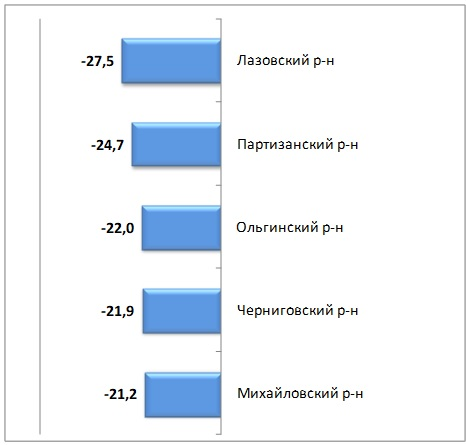 -27,5 Лазовский р-н
-24,7 Партизанский р-н
-22,0 Ольгинский р-н
-21,9 Черниговский р-н
-21,2 Михайловский р-н